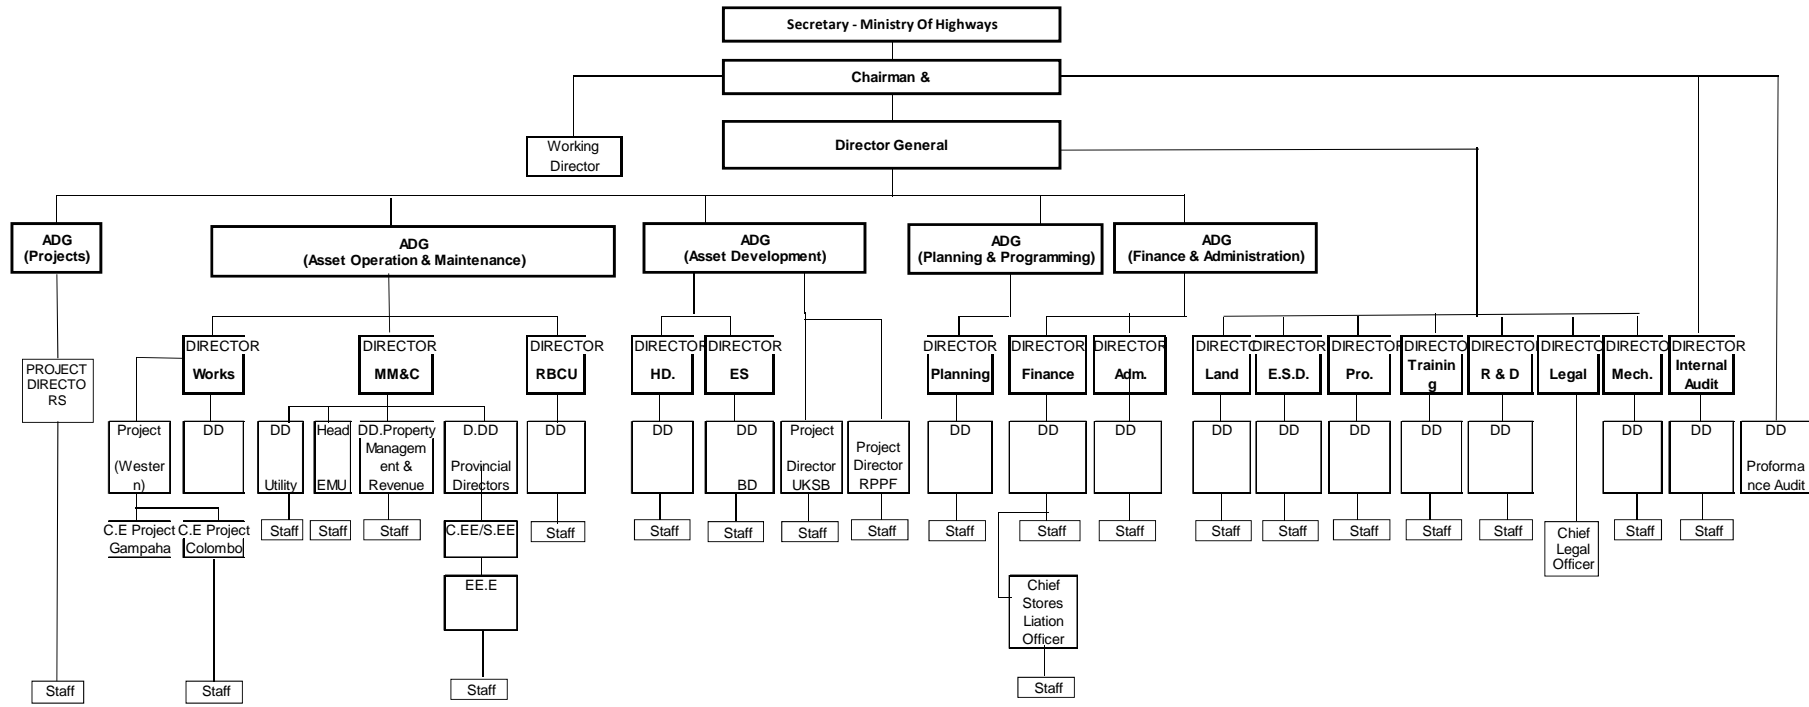 Secretary - Ministry Of Highways
Chairman &
Director General
Working
Director
ADG
(Projects)
ADG
(Asset Operation & Maintenance)
ADG
(Asset Development)
ADG
(Planning & Programming)
ADG
(Finance & Administration)
PROJECT
DIRECTO
RS
DIRECTOR
Works
DIRECTOR
MM&C
DIRECTOR
RBCU
DIRECTOR
HD.
DIRECTOR
ES
DIRECTOR
Planning
DIRECTOR
Finance
DIRECTOR
Adm.
DIRECTO
Land
DIRECTOR
E.S.D.
DIRECTOR
Pro.
DIRECTO
Trainin
g
DIRECTOR
R & D
DIRECTO
Legal
DIRECTO
Mech.
DIRECTOR
Internal
Audit
Project
(Wester
n)
DD
DD
Utility
Head
EMU
DD.Property
Managem
ent &
Revenue
D.DD
Provincial
Directors
DD
DD
DD
BD
Project
Director
UKSB
Project
Director
RPPF
DD
DD
DD
DD
DD
DD
DD
DD
DD
DD
DD
Proforma
nce Audit
C.E Project
Gampaha
C.E Project
Colombo
Staff
Staff
Staff
C.EE/S.EE
Staff
Staff
Staff
Staff
Staff
Staff
Staff
Staff
Staff
Staff
Staff
Staff
Staff
Chief
Legal
Officer
Staff
Staff
EE.E
Chief
Stores
Liation
Officer
Staff
Staff
Staff
Staff